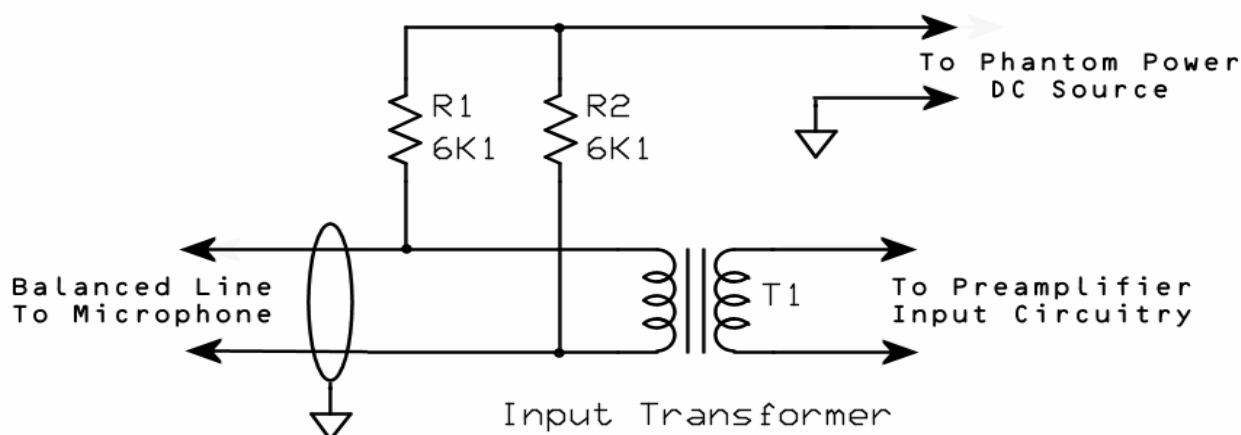 To Phantom Power
DC Source
R1
6K1
R2
6K1
Balanced Line
To Microphone
T1
To Preamplifier
Input Circuitry
Input Transformer